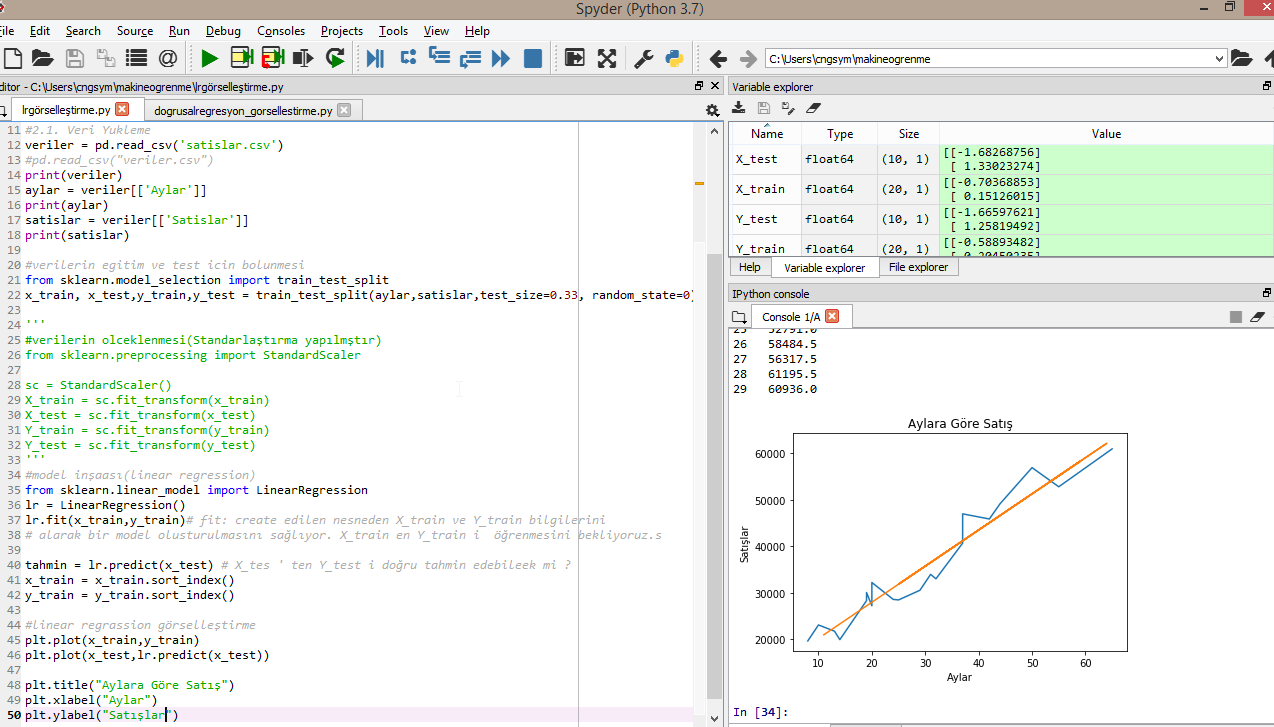 Spyder (Python 3.7)
File Edit Search Source Run Debug Consoles Projects Tools View Help
C:\Users\cngsym\makineogrenme
Editor - C:\Users\cngsym\makineogrenme\lrgörselleştirme.py
lrgörselleştirme.py
dogrusalregresyon_gorsellestirme.py
11 #2.1. Veri Yukleme
12 veriler = pd.read_csv('satislar.csv')
13 #pd.read_csv("veriler.csv")
14 print(veriler)
15 aylar = veriler[['Aylar']]
16 print(aylar)
17 satislar = veriler[['Satislar']]
18 print(satislar)
19
20 #verilerin egitim ve test icin bolunmesi
21 from sklearn.model_selection import train_test_split
22 x_train, x_test,y_train,y_test = train_test_split(aylar,satislar,test_size=0.33, random_state=0)
23
24 '''
25 #verilerin olceklenmesi(Standarlaştırma yapılmştır)
26 from sklearn.preprocessing import StandardScaler
27
28 sc = StandardScaler()
29 X_train = sc.fit_transform(x_train)
30 X_test = sc.fit_transform(x_test)
31 Y_train = sc.fit_transform(y_train)
32 Y_test = sc.fit_transform(y_test)
33 '''
34 #model inşaası(linear regression)
35 from sklearn.linear_model import LinearRegression
36 lr = LinearRegression()
37 lr.fit(x_train,y_train)# fit: create edilen nesneden X_train ve Y_train bilgilerini
38 # alarak bir model olusturulmasını sağlıyor. X_train en Y_train i  öğrenmesini bekliyoruz.s
39
40 tahmin = lr.predict(x_test) # X_tes ' ten Y_test i doğru tahmin edebileek mi ?
41 x_train = x_train.sort_index()
42 y_train = y_train.sort_index()
43
44 #linear regrassion görselleştirme
45 plt.plot(x_train,y_train)
46 plt.plot(x_test,lr.predict(x_test))
47
48 plt.title("Aylara Göre Satış")
49 plt.xlabel("Aylar")
50 plt.ylabel("Satışlar")
Variable explorer
Name Type Size Value
X_test float64 (10, 1) [[-1.68268756]
[ 1.33023274]
X_train float64 (20, 1) [[-0.70368853]
[ 0.15126015]
Y_test float64 (10, 1) [[-1.66597621]
[ 1.25819492]
Y_train float64 (20, 1) [[-0.58893482]
[ 0.20450235]
Help Variable explorer File explorer
IPython console
Console 1/A
25 52791.0
26 58484.5
27 56317.5
28 61195.5
29 60936.0
Aylara Göre Satış
60000
50000
40000
30000
20000
Satışlar
10 20 30 40 50 60
Aylar
In [34]: